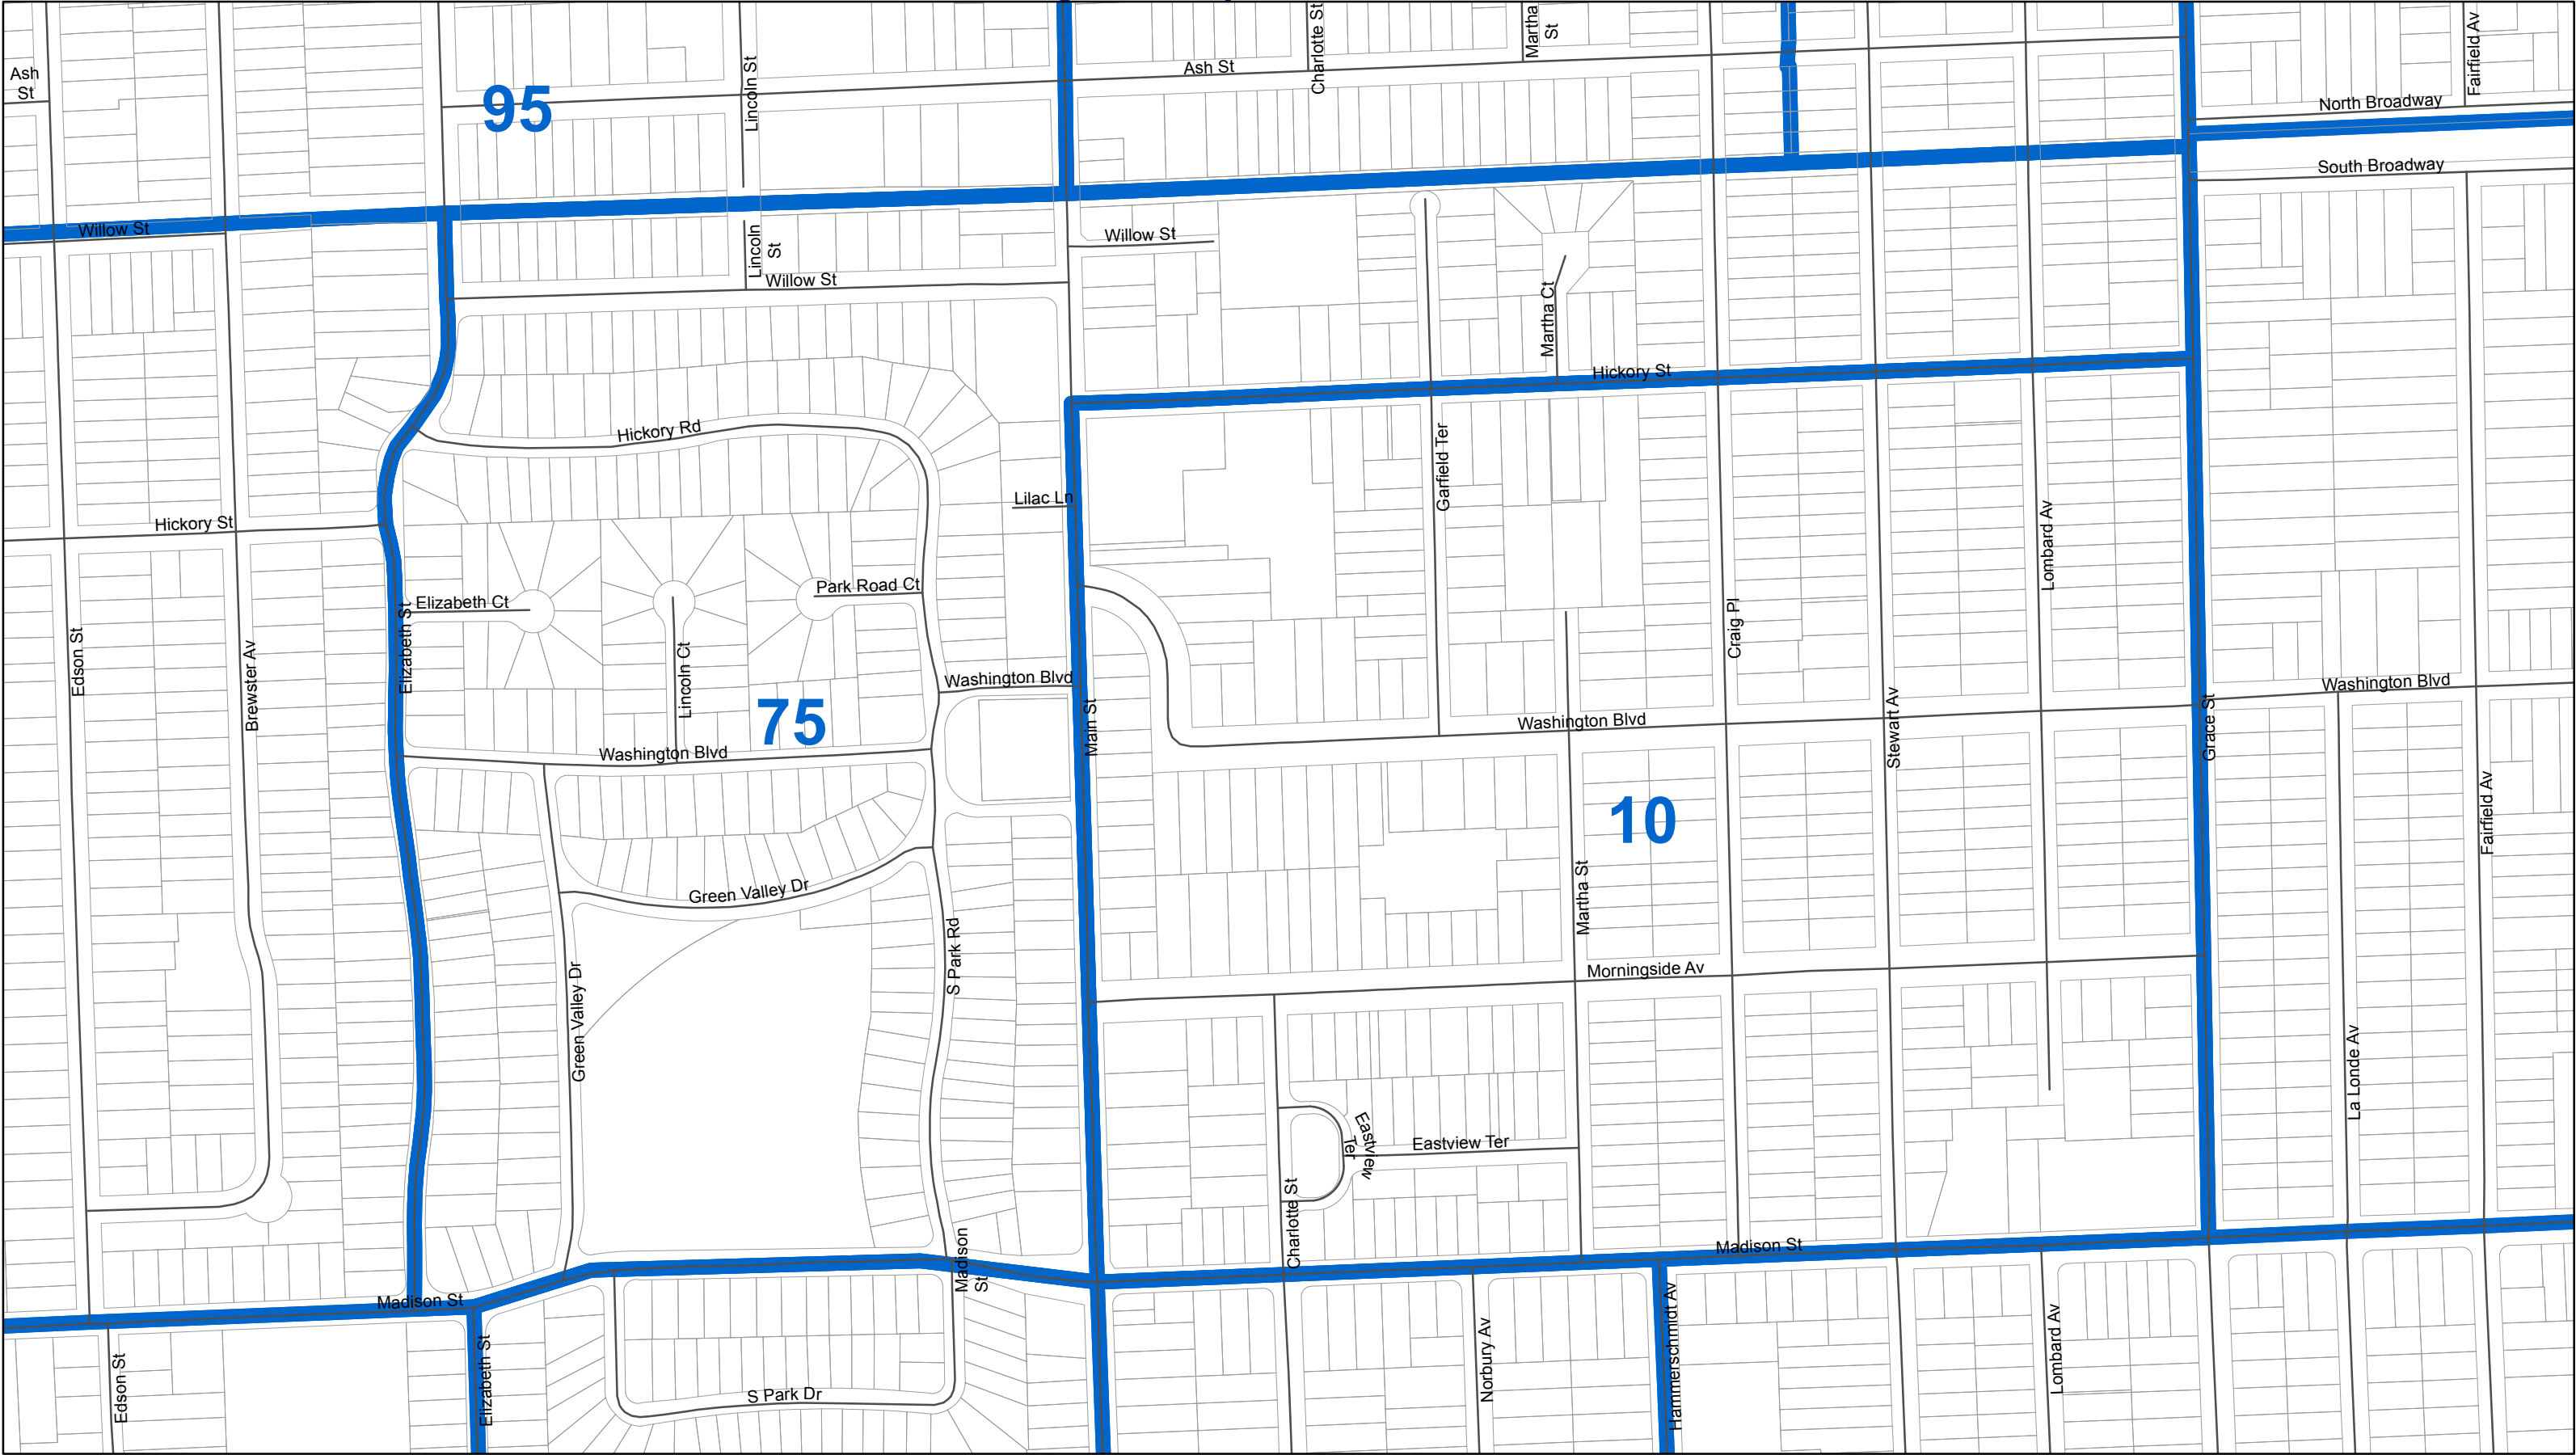 Ash
St
95
Lincoln St
Ash St
Charlotte St
Martha
St
Fairfield Av
North Broadway
South Broadway
Willow St
Lincoln
St
Willow St
Willow St
Martha Ct
Hickory St
Hickory Rd
Garfield Ter
Lilac Ln
Lombard Av
Hickory St
Elizabeth Ct
Park Road Ct
Edson St
Brewster Av
Elizabeth St
Lincoln Ct
Craig Pl
Washington Blvd
Washington Blvd
75
Main St
Washington Blvd
Washington Blvd
Stewart Av
Grace St
10
Fairfield Av
Green Valley Dr
Martha St
S Park Rd
Green Valley Dr
Morningside Av
La Londe Av
Eastview
Ter
Eastview Ter
Charlotte St
Madison
St
Madison St
Madison St
Edson St
Elizabeth St
S Park Dr
Norbury Av
Hammerschmidt Av
Lombard Av